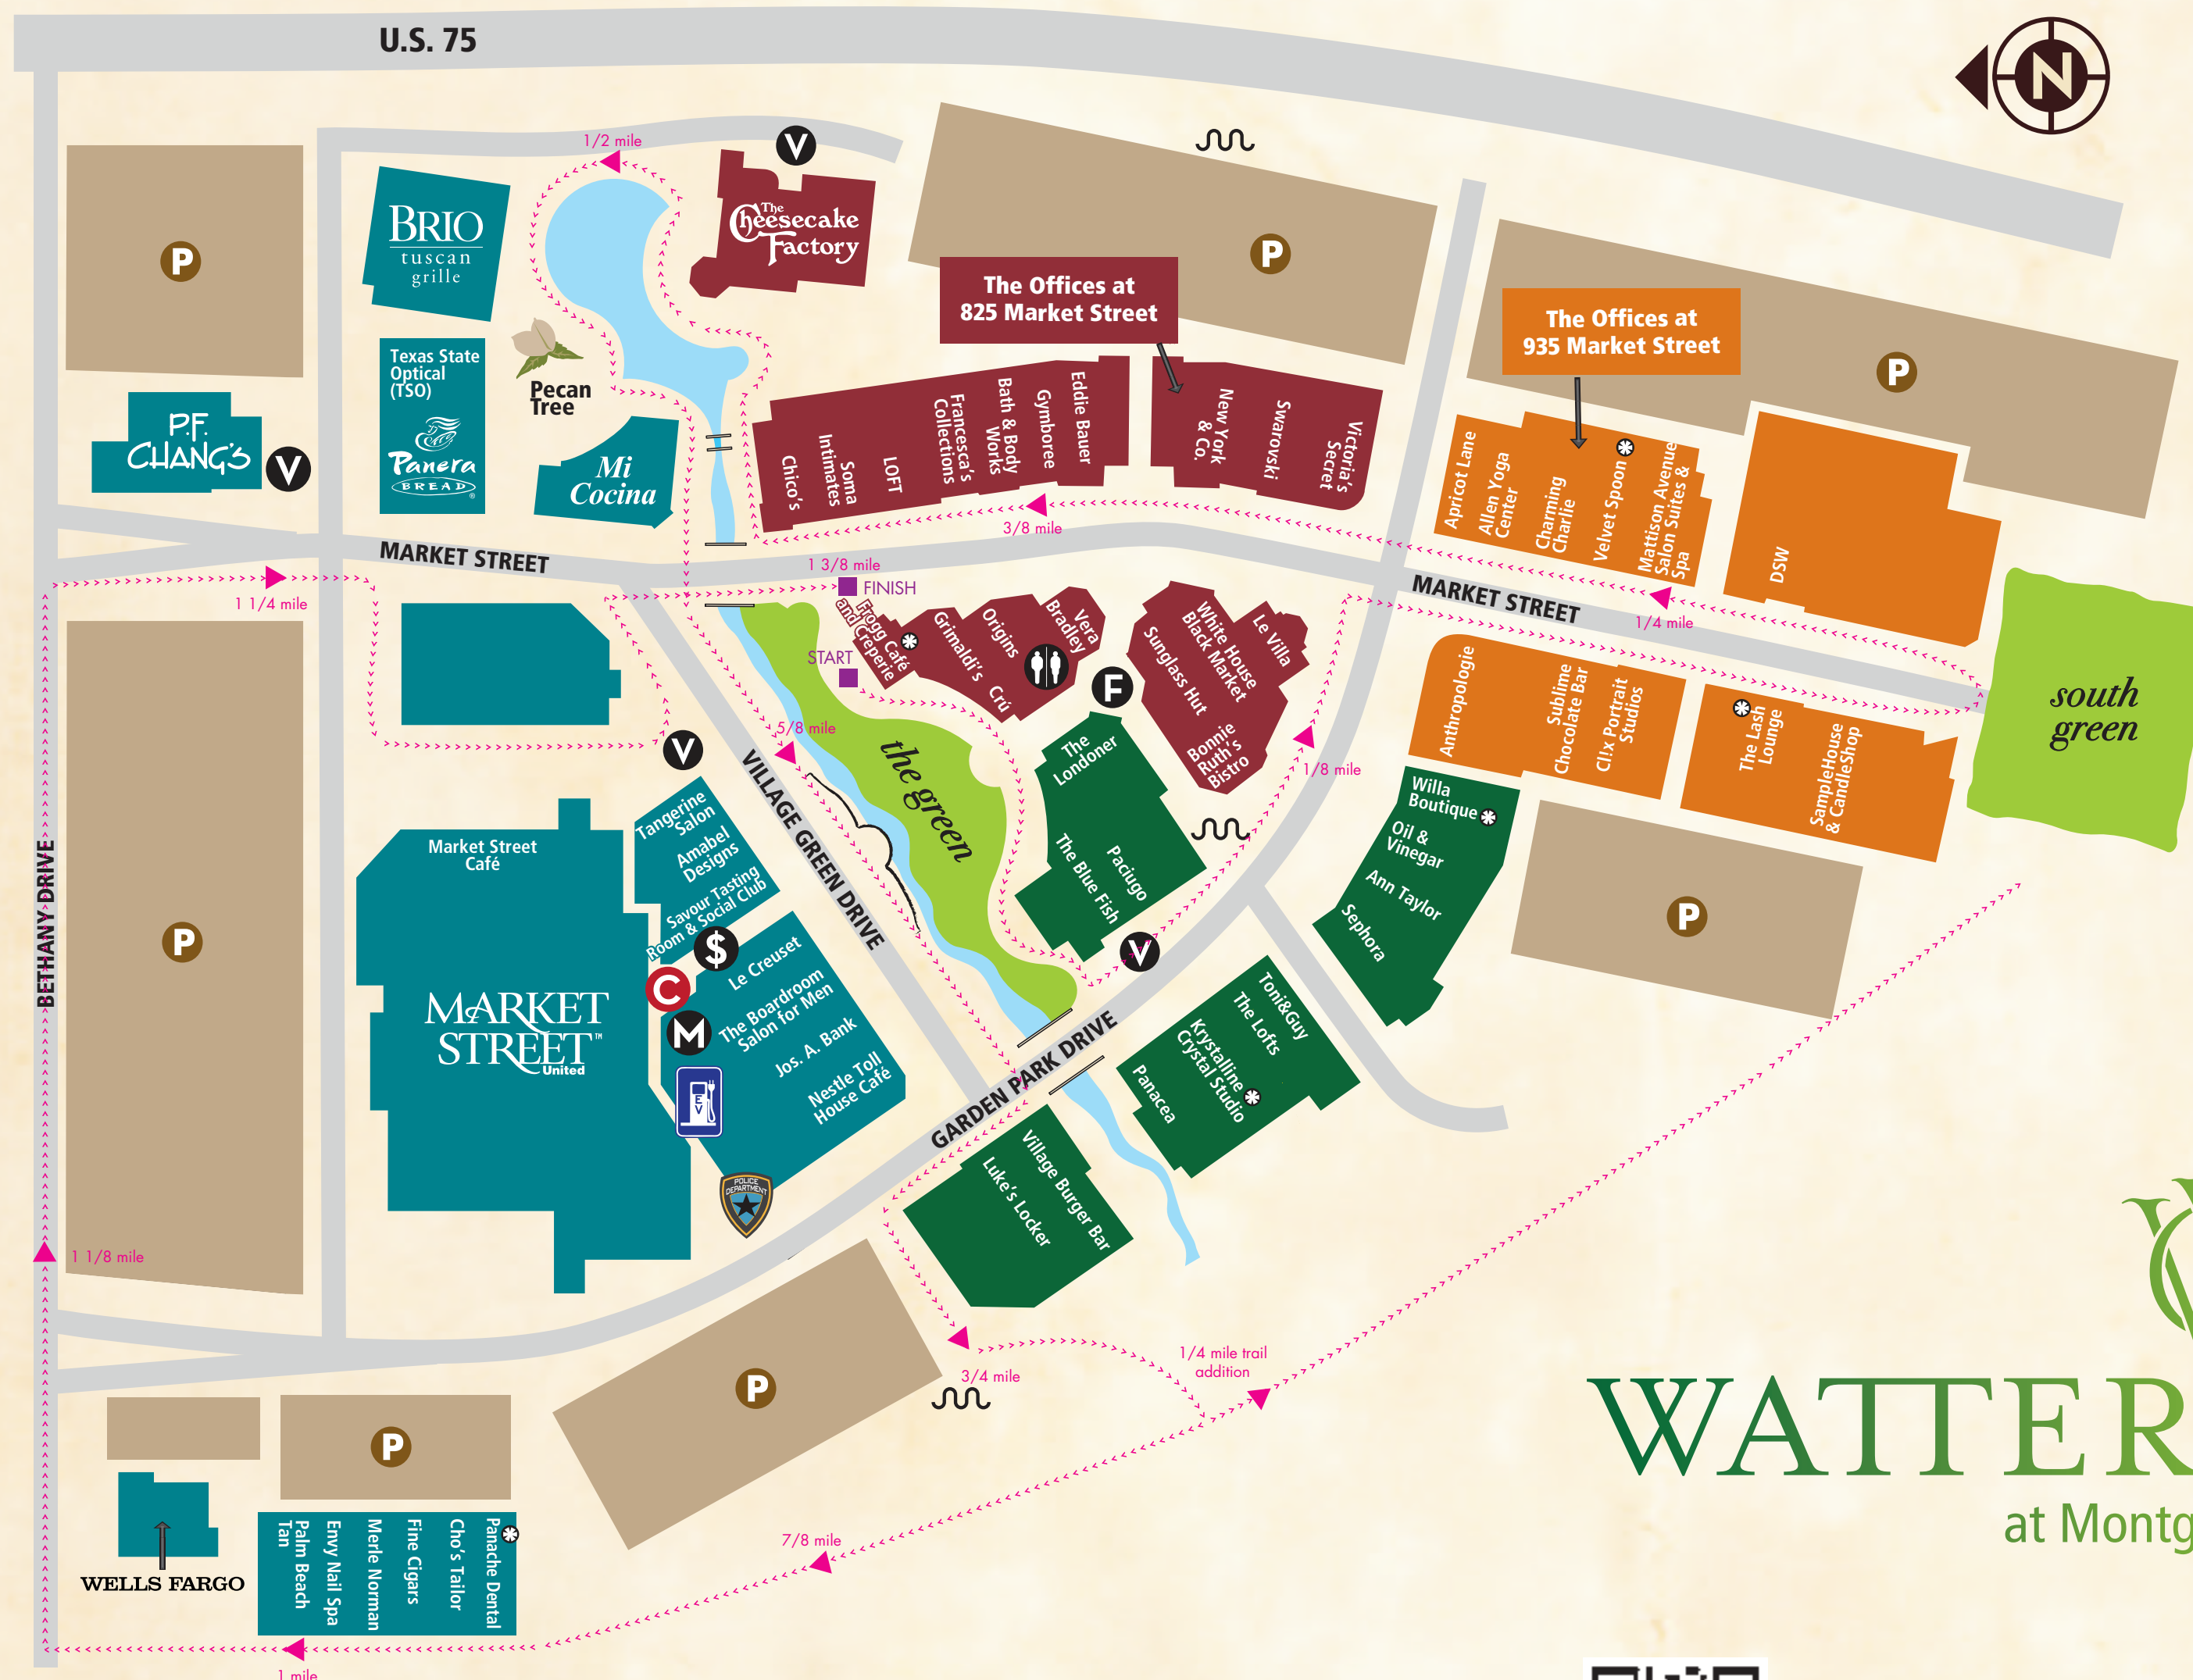 U.S. 75
N
1/2 mile
V
BRIO
tuscan
grille
The
Cheesecake
Factory
P
P
The Offices at
825 Market Street
The Offices at
935 Market Street
P
Texas State
Optical
(TSO)
Panera
BREAD
®
Pecan
Tree
Mi
Cocina
P.F.
CHANG'S
V
Chico's
Soma
Intimates
LOFT
Francesca's
Collections
Bath & Body
Works
Gymboree
Eddie Bauer
New York
& Co.
Swarovski
Victoria's
Secret
Apricot Lane
Allen Yoga
Center
Charming
Charlie
Velvet Spoon
Mattison Avenue
Salon Suites &
Spa
DSW
3/8 mile
MARKET STREET
MARKET STREET
1/4 mile
1 1/4 mile
1 3/8 mile
FINISH
START
Frogg Café
and Creperie
Grimaldi's
Crú
Origins
Vera
Bradley
F
White House
Black Market
Le Villa
Sunglass Hut
Bonnie
Ruth's
Bistro
Anthropologie
Sublime
Chocolate Bar
CI!x Portrait
Studios
The Lash
Lounge
SampleHouse
& CandleShop
south
green
5/8 mile
the green
VILLAGE GREEN DRIVE
V
The
Londoner
The Blue Fish
Paciugo
1/8 mile
V
Willa
Boutique
Oil &
Vinegar
Ann Taylor
Sephora
P
BETHANY DRIVE
P
Market Street
Café
MARKET
STREET™
United
Tangerine
Salon
Amabel
Designs
Savour Tasting
Room & Social Club
$
C
M
Le Creuset
The Boardroom
Salon for Men
Jos. A. Bank
Nestle Toll
House Café
EV
POLICE
DEPARTMENT
GARDEN PARK DRIVE
Toni&Guy
The Lofts
Krystalline
Crystal Studio
Panacea
Village Burger Bar
Luke's Locker
1 1/8 mile
P
3/4 mile
1/4 mile trail
addition
P
WELLS FARGO
Palm Beach
Tan
Envy Nail Spa
Merle Norman
Fine Cigars
Cho's Tailor
Panache Dental
7/8 mile
1 mile
WATTER
at Montg